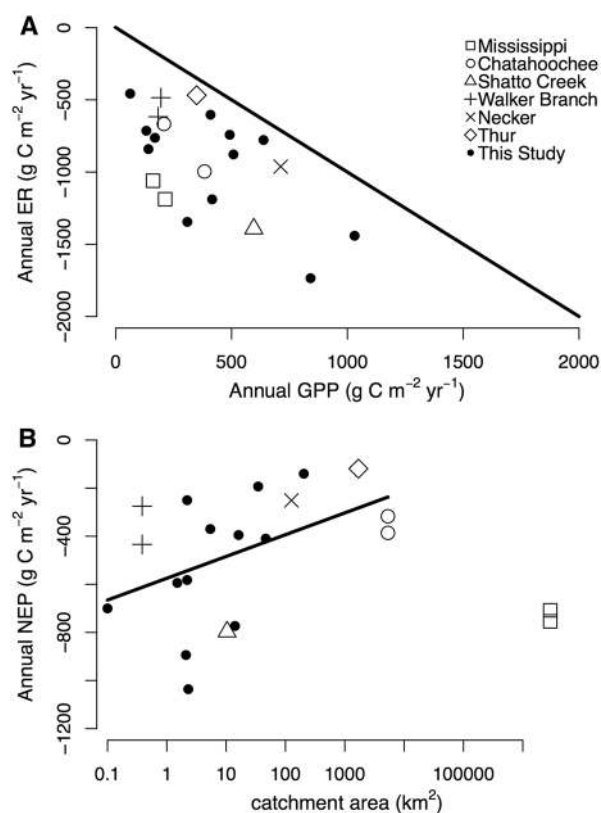 A
Annual ER (g C m−2 yr−1)
0
−500
−1000
−1500
−2000
Mississippi
Chatahoochee
Shatto Creek
Walker Branch
Necker
Thur
This Study
0
500
1000
1500
2000
Annual GPP (g C m−2 yr−1)
B
Annual NEP (g C m−2 yr−1)
0
−400
−800
−1200
0.1
1
10
100
1000
100000
catchment area (km2)